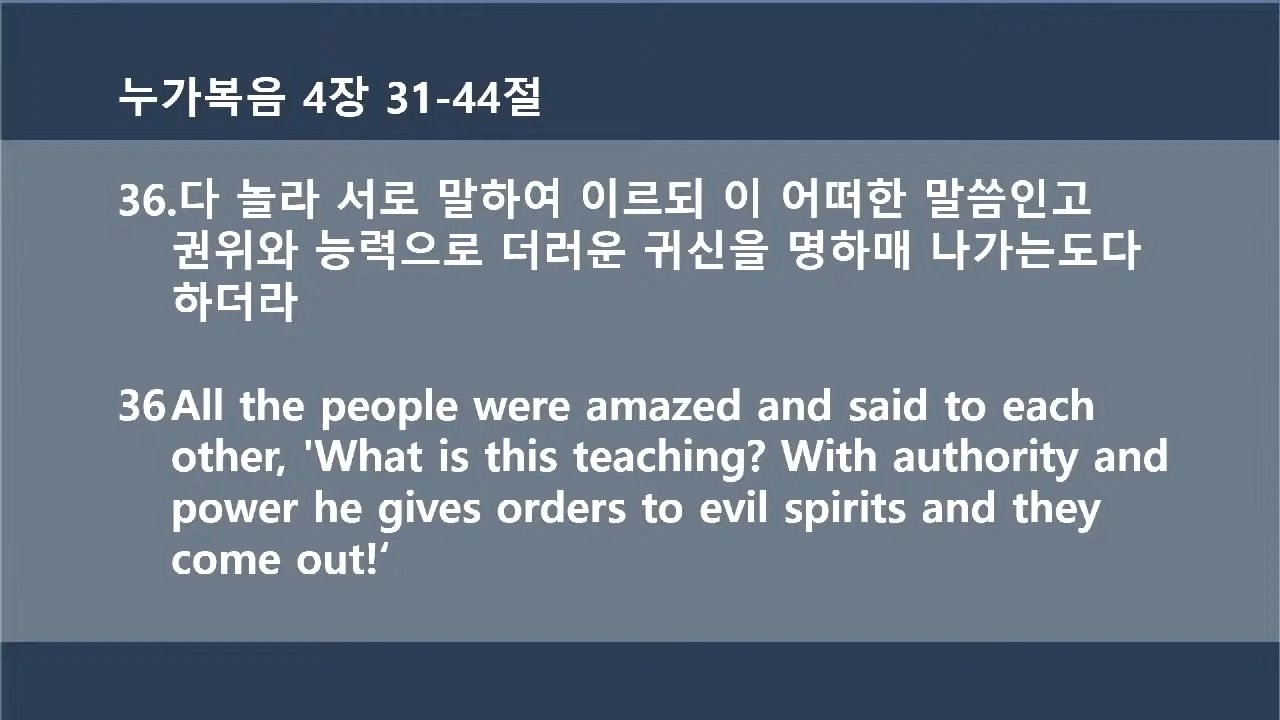 누가복음 4장 31-44절
36.다 놀라 서로 말하여 이르되 이 어떠한 말씀인고
권위와 능력으로 더러운 귀신을 명하매 나가는도다
하더라
36 All the people were amazed and said to each
other, 'What is this teaching? With authority and
power he gives orders to evil spirits and they
come out!‘